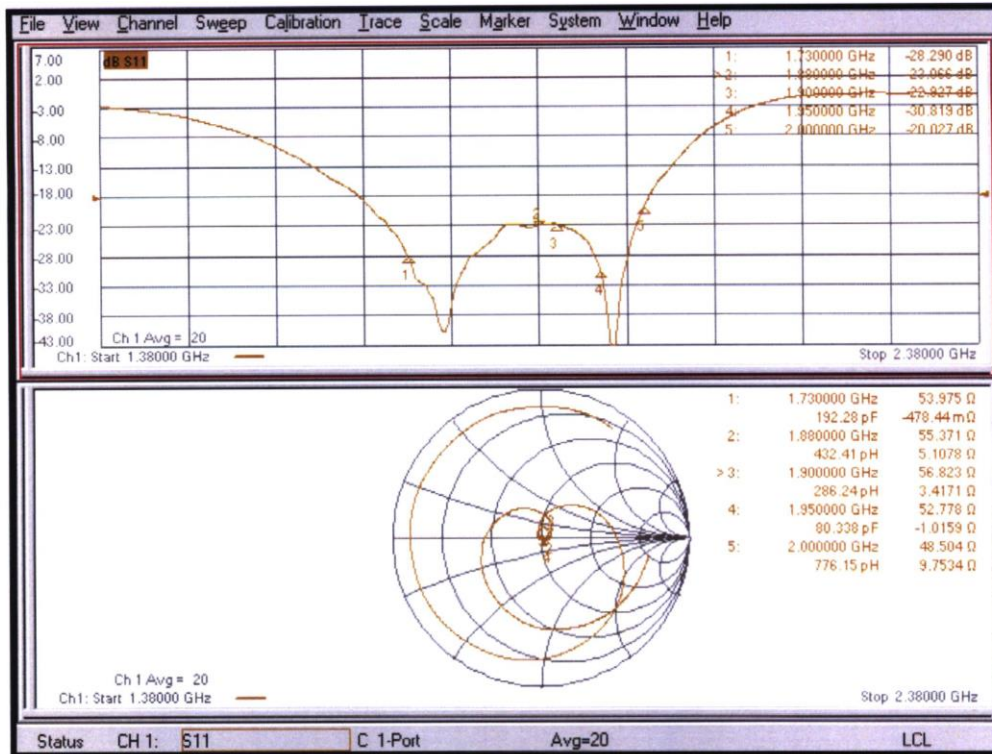 File View Channel Sweep Calibration Trace Scale Marker System Window Help
7.00
2.00
-3.00
-8.00
-13.00
-18.00
-23.00
-28.00
-33.00
-38.00
-43.00
dB S11
1: 1.730000 GHz -28.290 dB
>2: 1.880000 GHz -23.066 dB
3: 1.900000 GHz -22.927 dB
4: 1.950000 GHz -30.819 dB
5: 2.000000 GHz -20.027 dB
1
2
3
4
5
Ch 1 Avg = 20
Ch1: Start 1.38000 GHz
Stop 2.38000 GHz
1: 1.730000 GHz 53.975 Ω
192.28 pF -478.44 mΩ
2: 1.880000 GHz 55.371 Ω
432.41 pH 5.1078 Ω
>3: 1.900000 GHz 56.823 Ω
286.24 pH 3.4171 Ω
4: 1.950000 GHz 52.778 Ω
80.338 pF -1.0159 Ω
5: 2.000000 GHz 48.504 Ω
776.15 pH 9.7534 Ω
Ch 1 Avg = 20
Ch1: Start 1.38000 GHz
Stop 2.38000 GHz
Status CH 1: S11 C 1-Port Avg=20 LCL